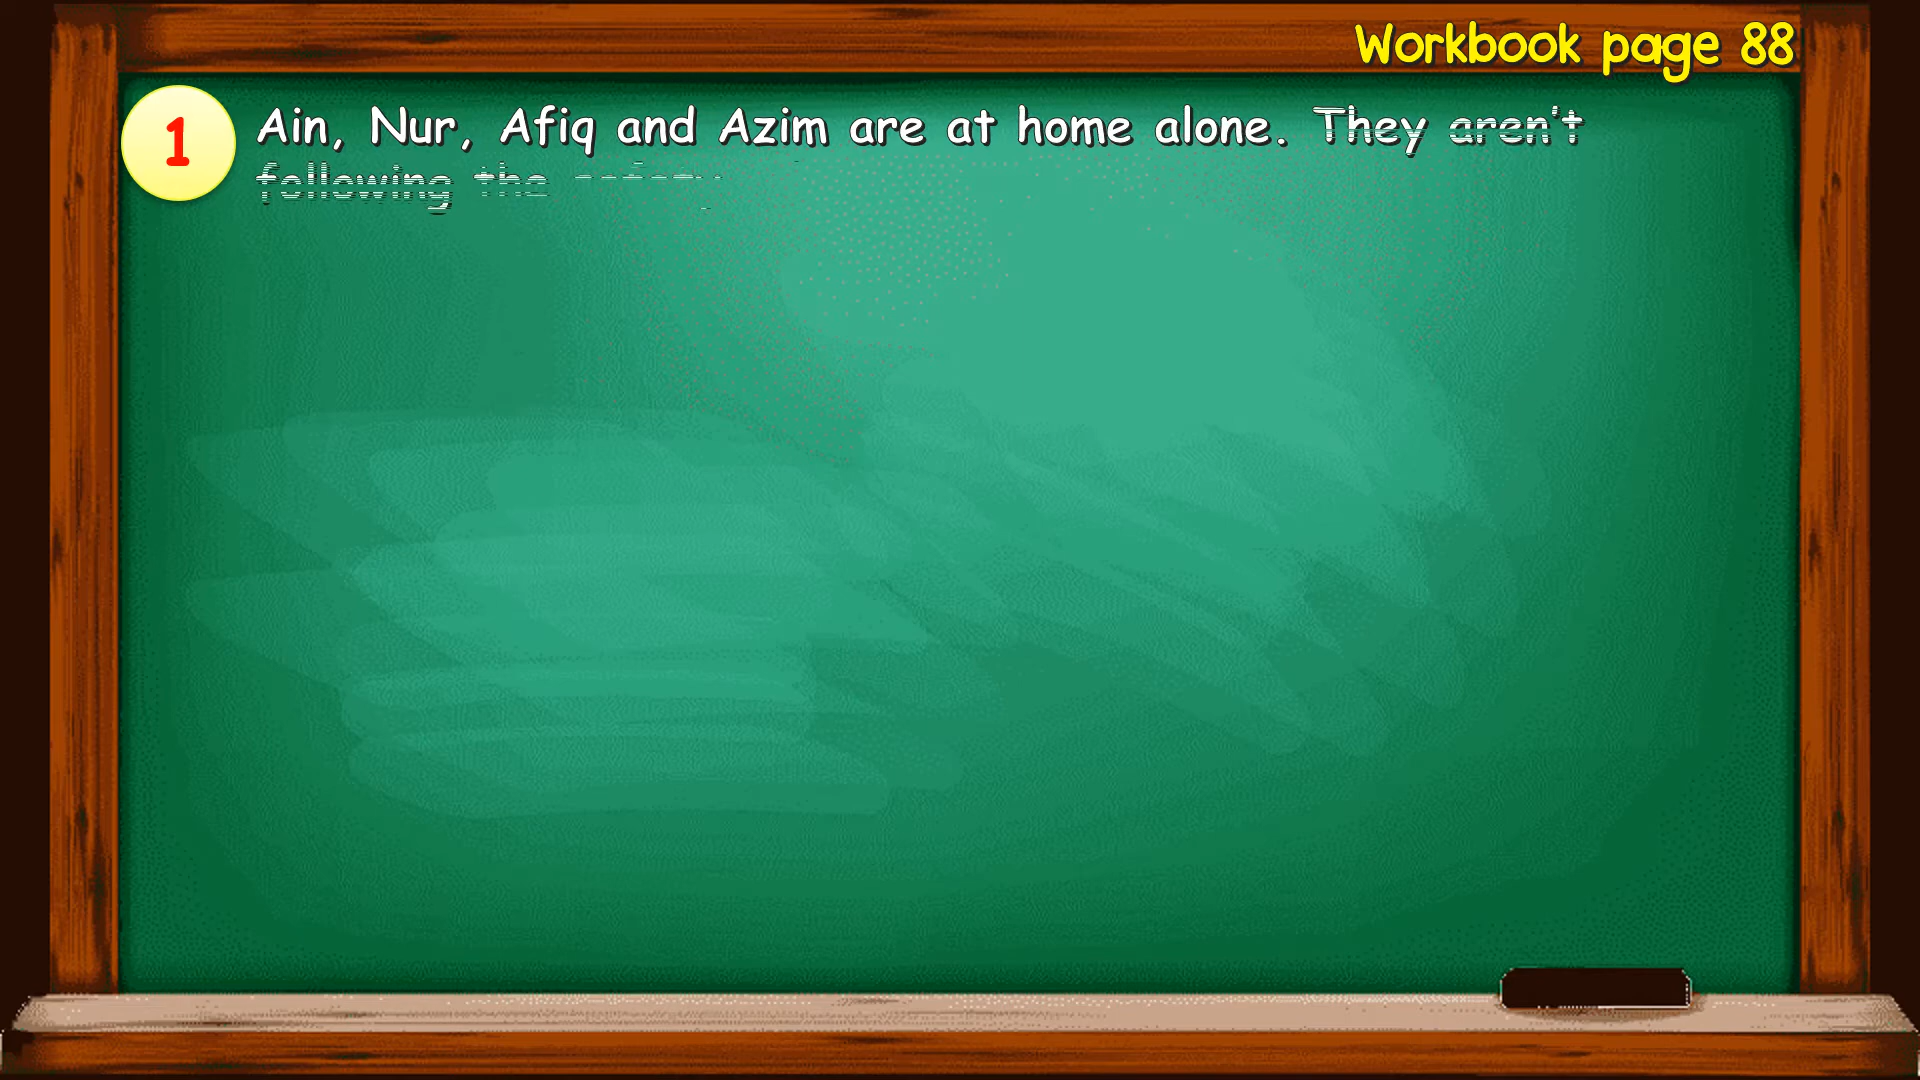 Workbook page 88
1
Ain, Nur, Afiq and Azim are at home alone. They aren't
following the